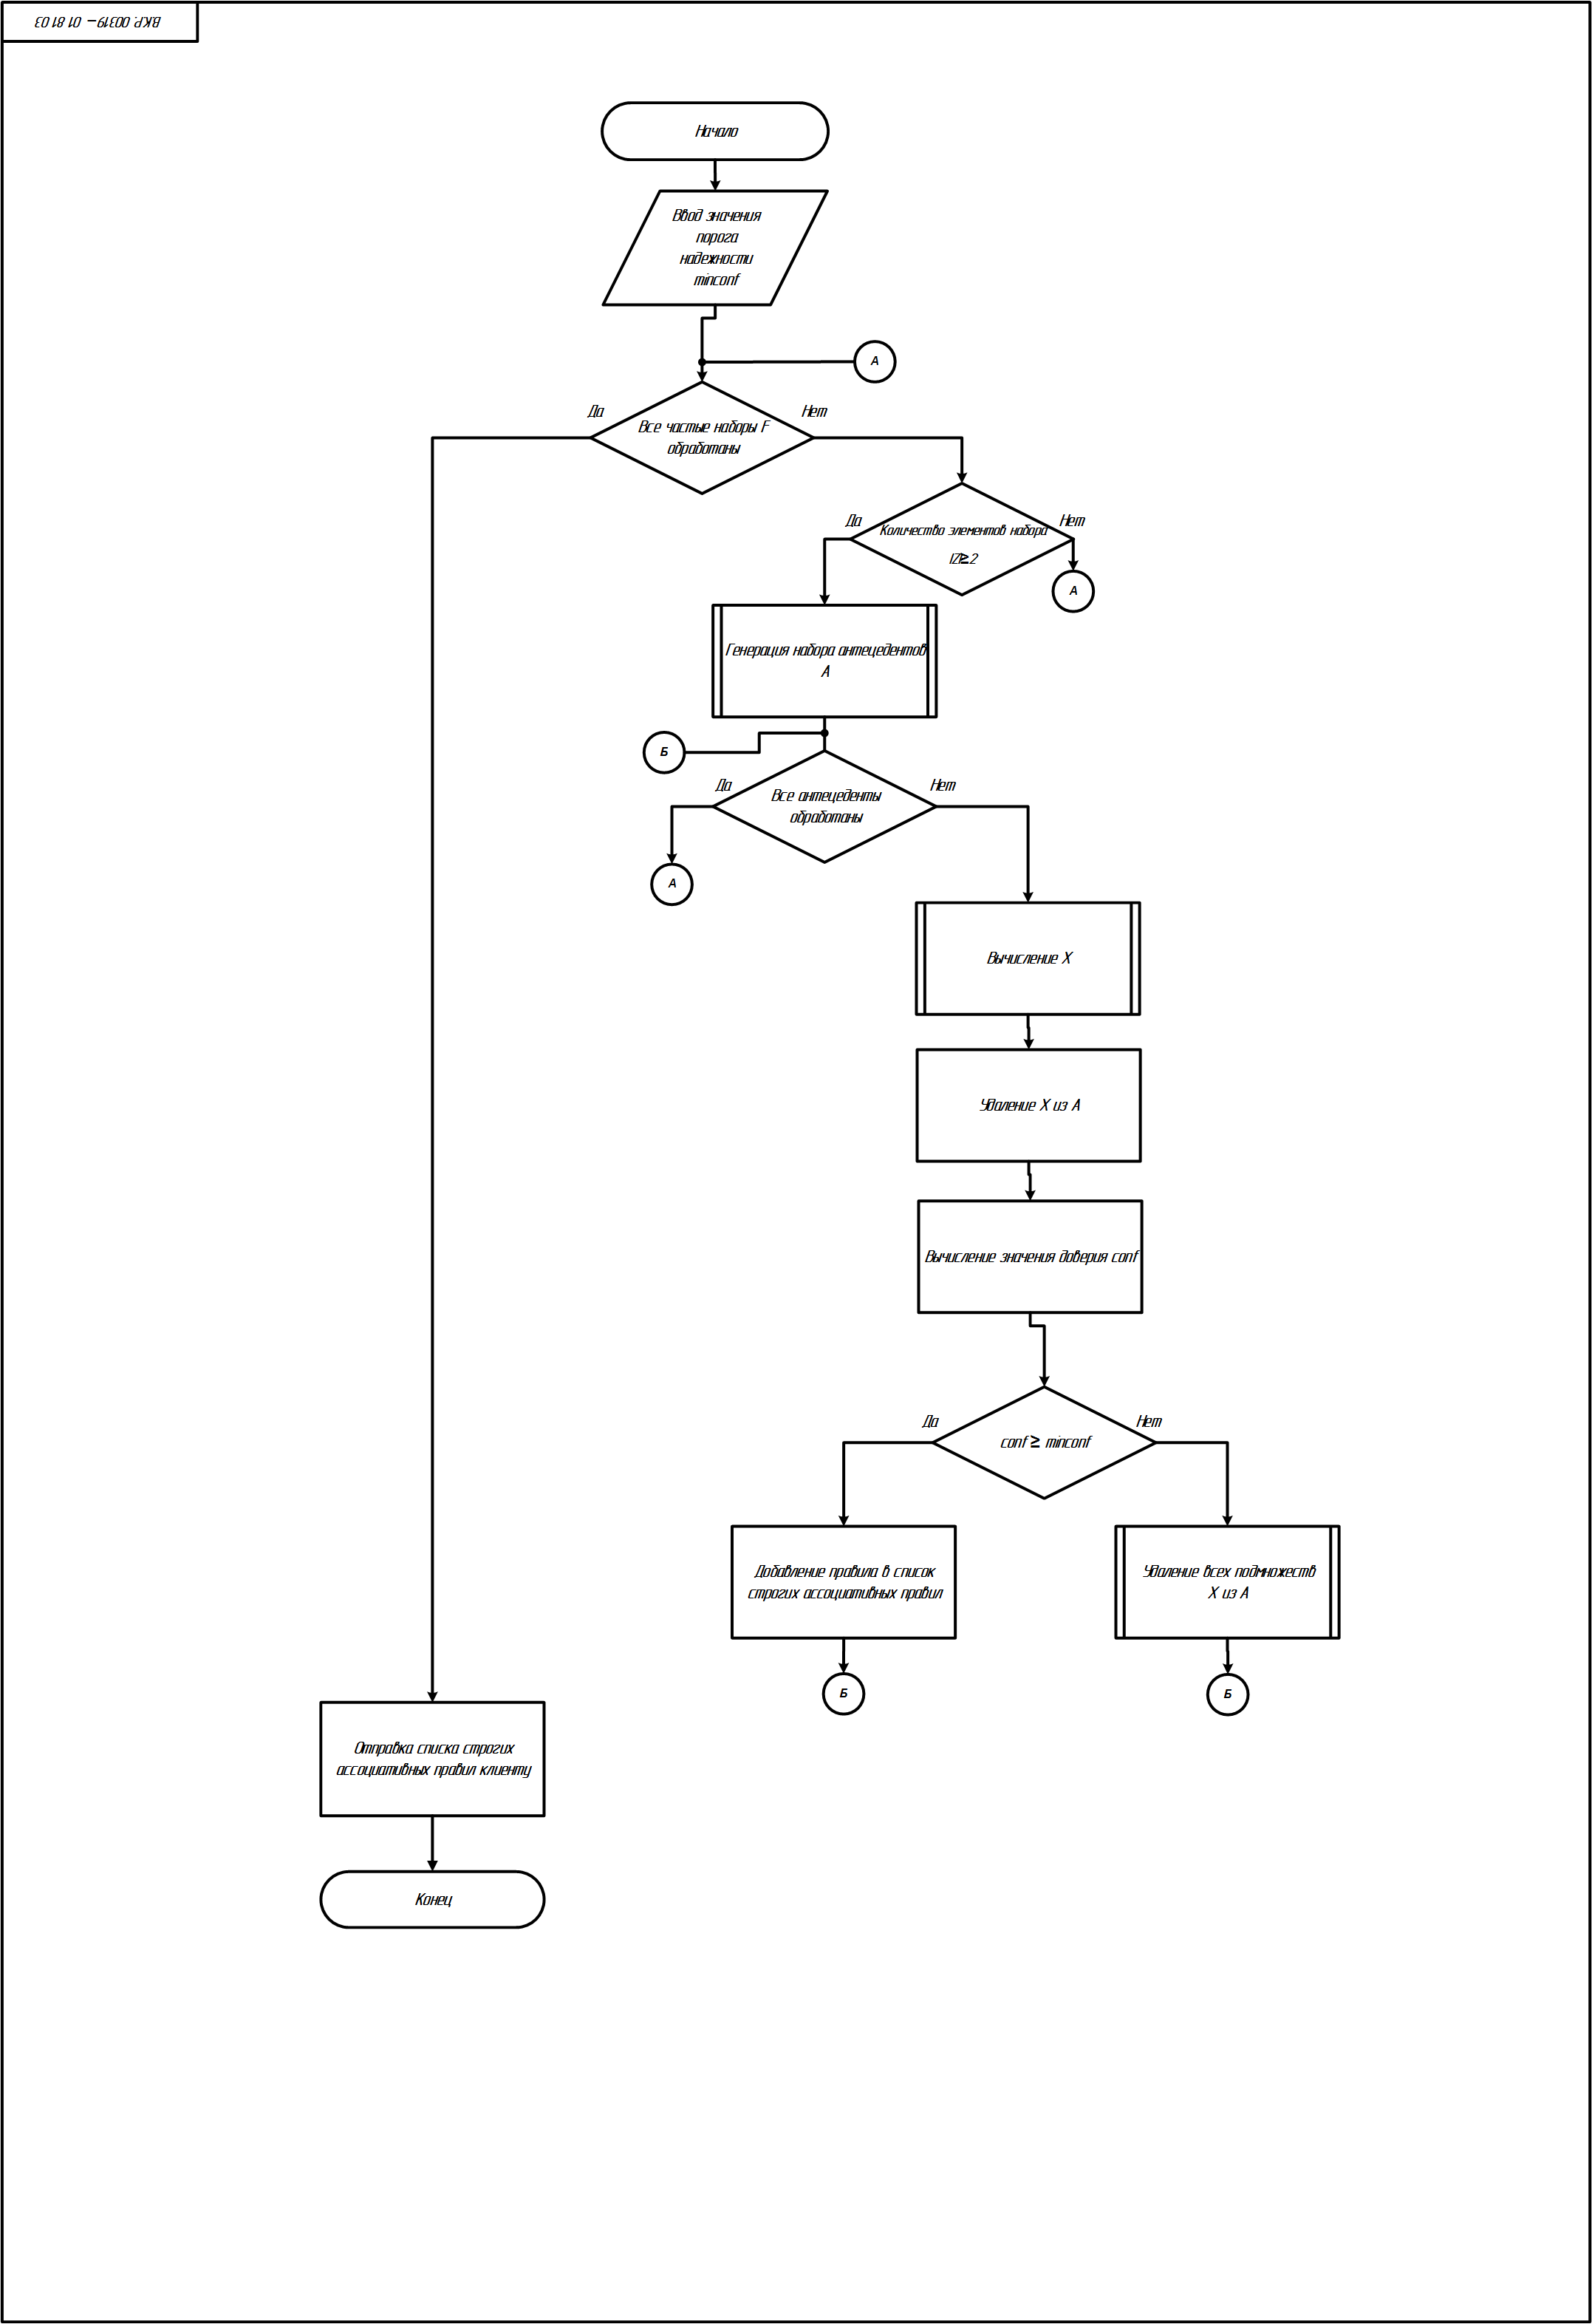 ВКР. 00319 – 01 81 03
Начало
Ввод значения
порога
надежности
minconf
А
Да
Нет
Все частые наборы F
обработаны
Да
Нет
Количество элементов набора
|Z|≥2
А
Генерация набора антецедентов
А
Б
Да
Нет
Все антецеденты
обработаны
А
Вычисление X
Удаление X из А
Вычисление значения доверия conf
Да
Нет
conf ≥ minconf
Добавление правила в список
строгих ассоциативных правил
Удаление всех подмножеств
X из А
Б
Б
Отправка списка строгих
ассоциативных правил клиенту
Конец